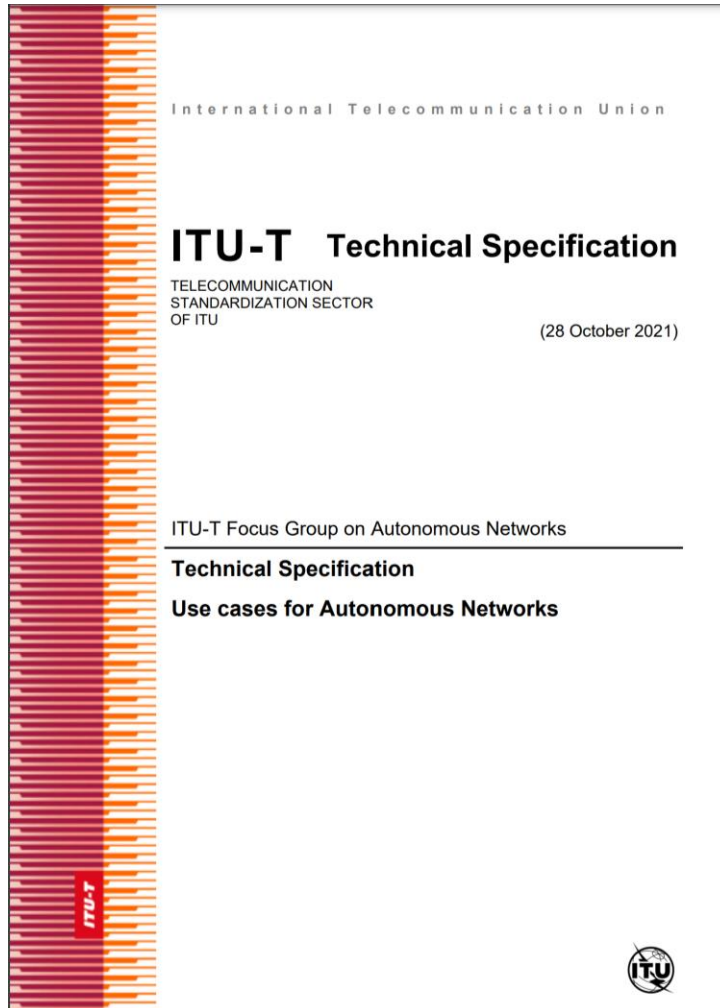 International Telecommunication Union
ITU-T Technical Specification
TELECOMMUNICATION
STANDARDIZATION SECTOR
OF ITU
(28 October 2021)
ITU-T Focus Group on Autonomous Networks
Technical Specification
Use cases for Autonomous Networks
ITU-T
ITU